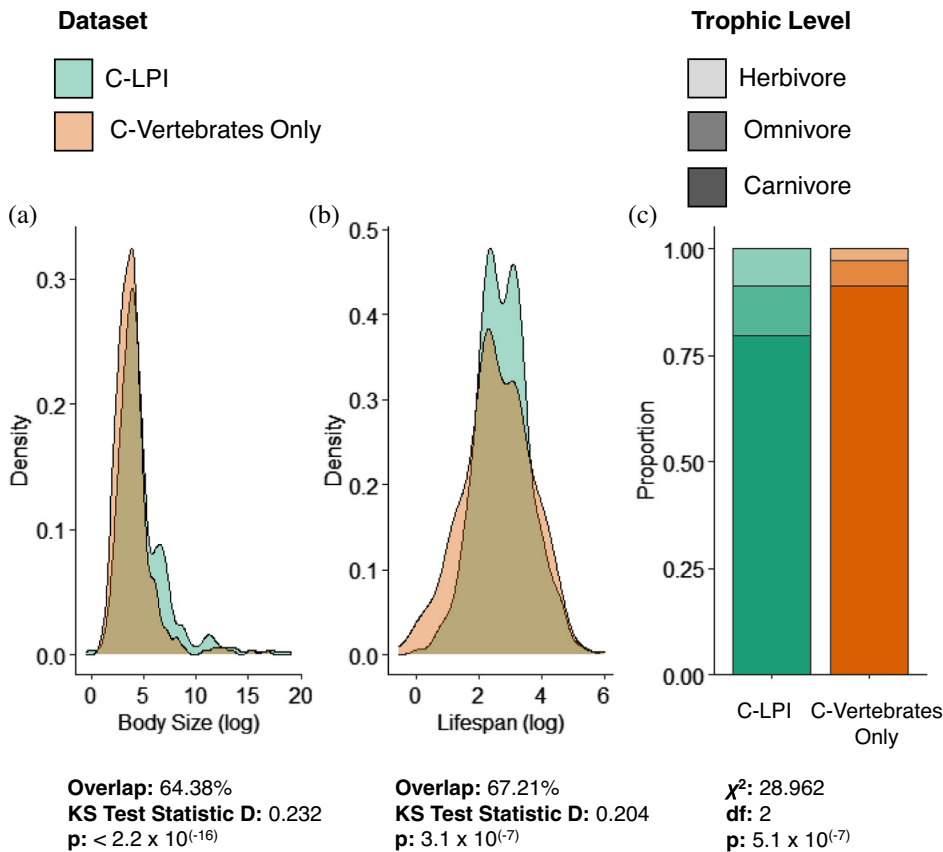 Dataset
C-LPI
C-Vertebrates Only
Trophic Level
Herbivore
Omnivore
Carnivore
(a)
0.3
0.2
0.1
0.0
Density
0 5 10 15 20
Body Size (log)
Overlap: 64.38%
KS Test Statistic D: 0.232
p: < 2.2 x 10(-16)
(b)
0.5
0.4
0.3
0.2
0.1
0.0
Density
0 2 4 6
Lifespan (log)
Overlap: 67.21%
KS Test Statistic D: 0.204
p: 3.1 x 10(-7)
(c)
1.00
0.75
0.50
0.25
0.00
Proportion
C-LPI C-Vertebrates
Only
χ²: 28.962
df: 2
p: 5.1 x 10(-7)